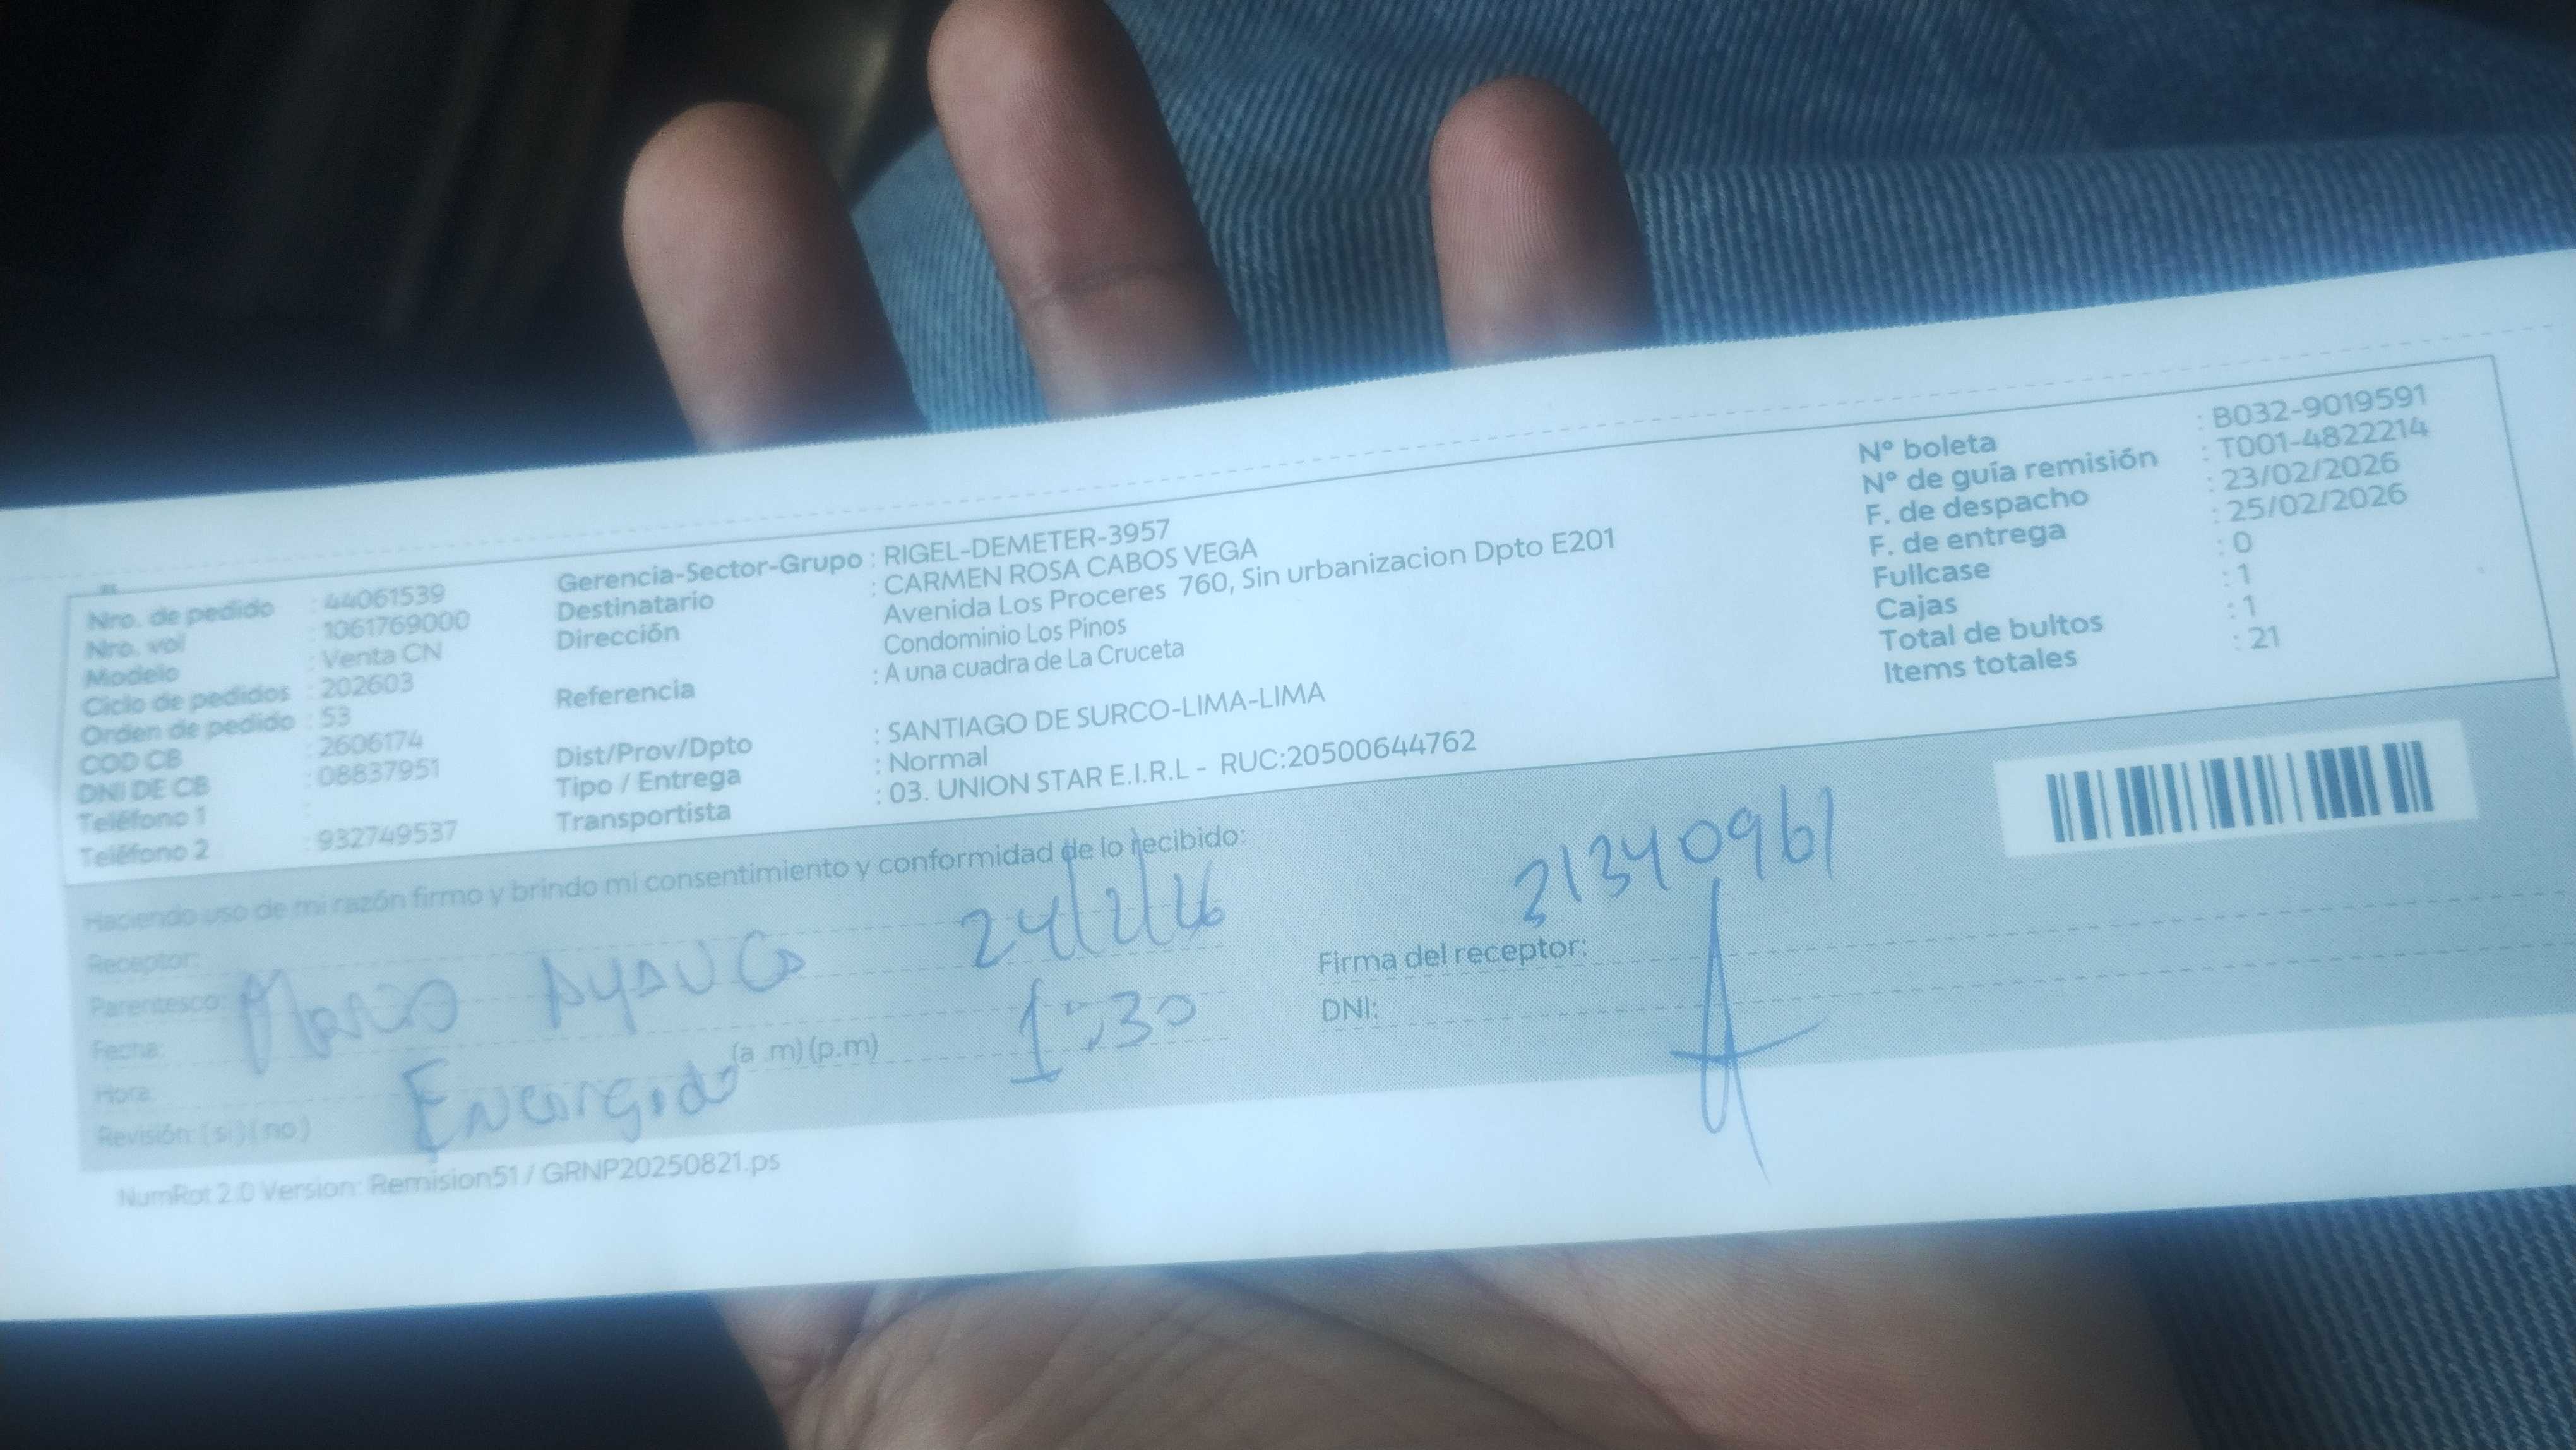 Nro. de pedido : 44061539
Nro. vol : 1061769000
Modelo : Venta CN
Ciclo de pedidos : 202603
Orden de pedido : 53
COD CB : 2606174
DNI DE CB : 08837951
Teléfono 1 :
Teléfono 2 : 932749537
Gerencia-Sector-Grupo : RIGEL-DEMETER-3957
Destinatario : CARMEN ROSA CABOS VEGA
Dirección Avenida Los Proceres 760, Sin urbanizacion Dpto E201
Condominio Los Pinos
Referencia : A una cuadra de La Cruceta
Dist/Prov/Dpto : SANTIAGO DE SURCO-LIMA-LIMA
Tipo / Entrega : Normal
Transportista : 03. UNION STAR E.I.R.L - RUC:20500644762
Nº boleta : B032-9019591
Nº de guía remisión : T001-4822214
F. de despacho : 23/02/2026
F. de entrega : 25/02/2026
Fullcase : 0
Cajas : 1
Total de bultos : 1
Items totales : 21
Haciendo uso de mi razón firmo y brindo mi consentimiento y conformidad de lo recibido:
Receptor: 24/2/26
Parentesco: Marco
Fecha:
Hora: (a .m) (p.m) 1:30
Encargado
Revisión: (si) (no)
21340961
Firma del receptor:
DNI:
NumRot 2.0 Version: Remision51 / GRNP20250821.ps